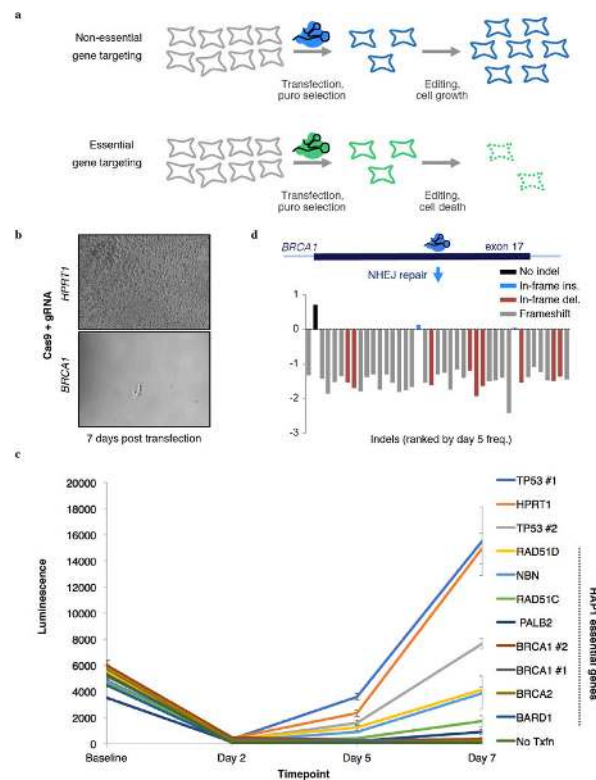 a
Non-essential
gene targeting
Transfection,
puro selection
Editing,
cell growth
Essential
gene targeting
Transfection,
puro selection
Editing,
cell death
b
Cas9 + gRNA
HPRT1
BRCA1
7 days post transfection
d
BRCA1
exon 17
NHEJ repair
No indel
In-frame ins.
In-frame del.
Frameshift
1
0
-1
-2
-3
Indels (ranked by day 5 freq.)
c
Luminescence
20000
18000
16000
14000
12000
10000
8000
6000
4000
2000
0
Baseline
Day 2
Day 5
Day 7
Timepoint
TP53 #1
HPRT1
TP53 #2
RAD51D
NBN
RAD51C
PALB2
BRCA1 #2
BRCA1 #1
BRCA2
BARD1
No Txfn
HAP1 essential genes